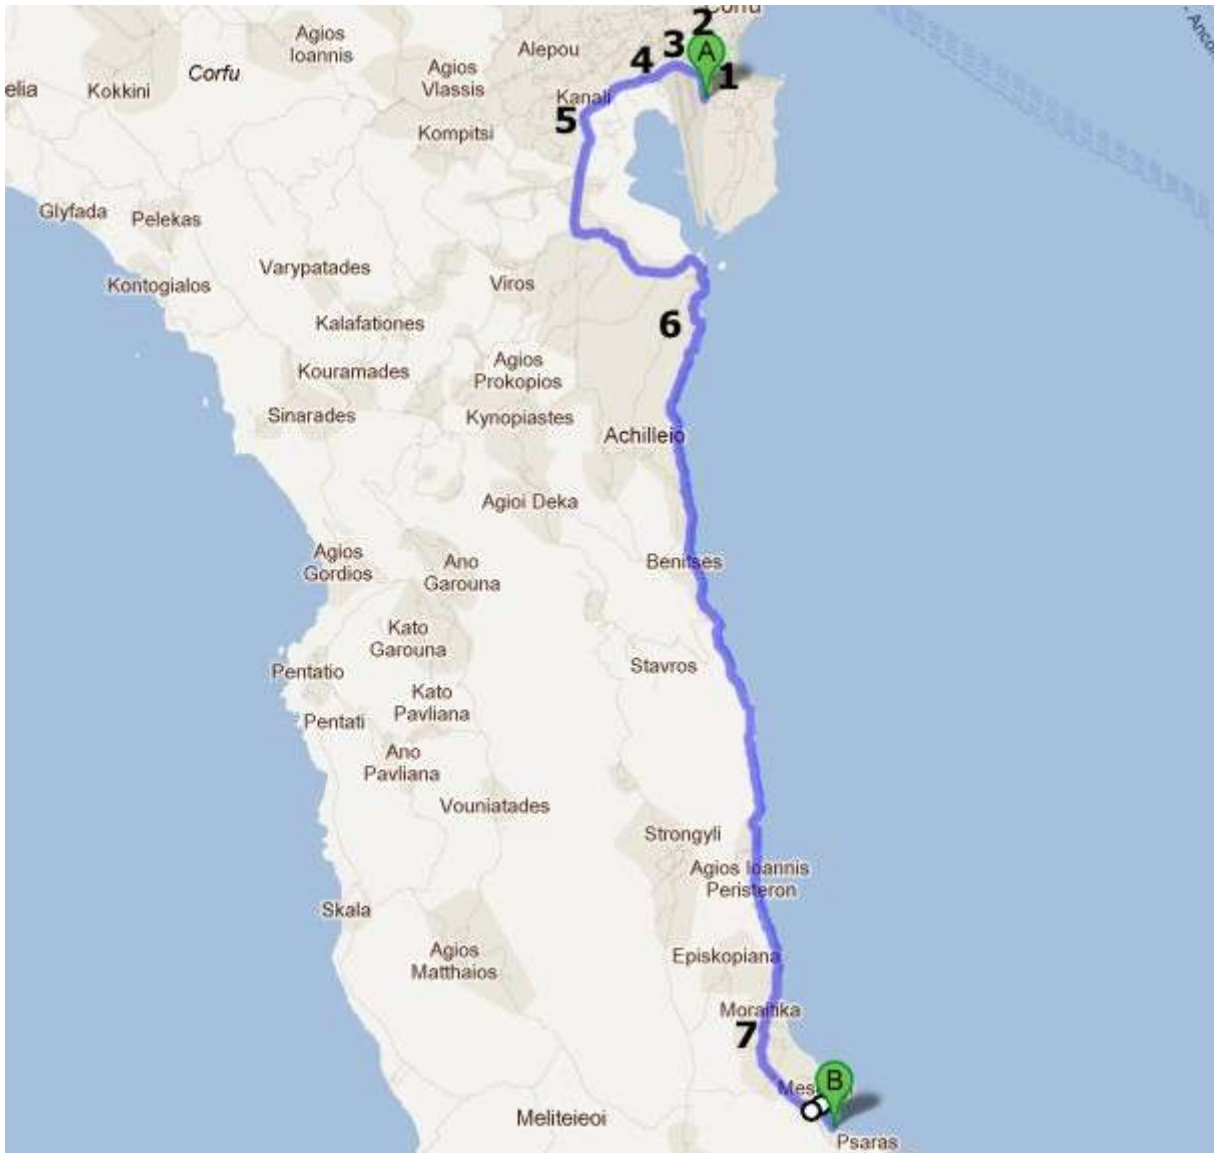 2
Corfu
Agios
Ioannis
Alepou
3
A
1
Corfu
Agios
Vlassis
4
elia
Kokkini
Kanali
5
Kompitsi
- Anco
Glyfada
Pelekas
Varypatades
Kontogialos
Viros
Kalafationes
6
Agios
Prokopios
Kouramades
Sinarades
Kynopiastes
Achilleio
Agioi Deka
Agios
Gordios
Ano
Garouna
Benitses
Kato
Garouna
Stavros
Pentatio
Kato
Pavliana
Pentati
Ano
Pavliana
Vouniatades
Strongyli
Agios Ioannis
Peristeron
Skala
Agios
Matthaios
Episkopiana
Moraitika
7
B
Mes
Meliteieoi
Psaras